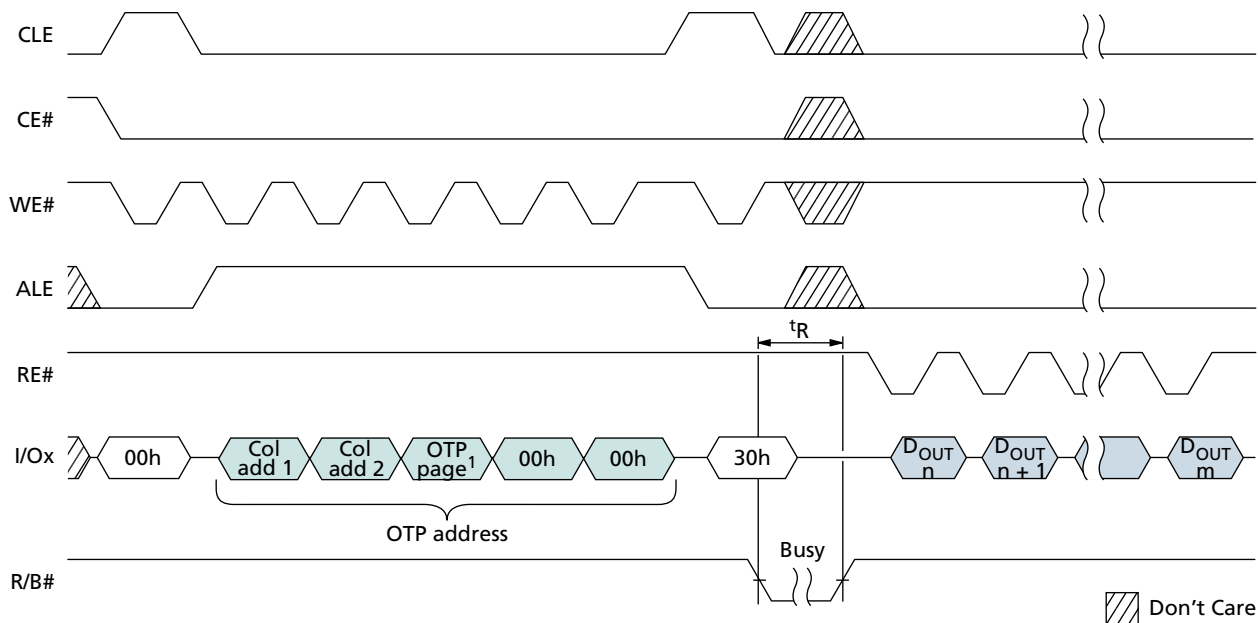 CLE
CE#
WE#
ALE
tR
RE#
I/Ox
00h
Col add 1
Col add 2
OTP page1
00h
00h
30h
DOUT n
DOUT n + 1
DOUT m
OTP address
Busy
R/B#
Don't Care